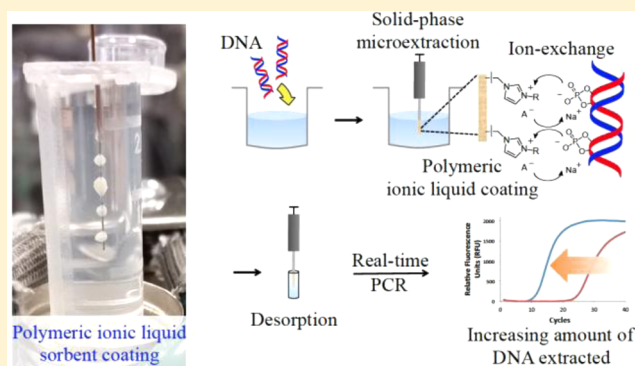 DNA
Solid-phase
microextraction
Ion-exchange
+
N-R
A⁻
Na⁺
+
N-R
A⁻
Na⁺
Polymeric
ionic liquid coating
Polymeric ionic liquid
sorbent coating
Desorption
Real-time
PCR
Relative Fluorescence
Units (RFU)
2000
1500
1000
500
0
0 10 20 30 40
Cycles
Increasing amount of
DNA extracted